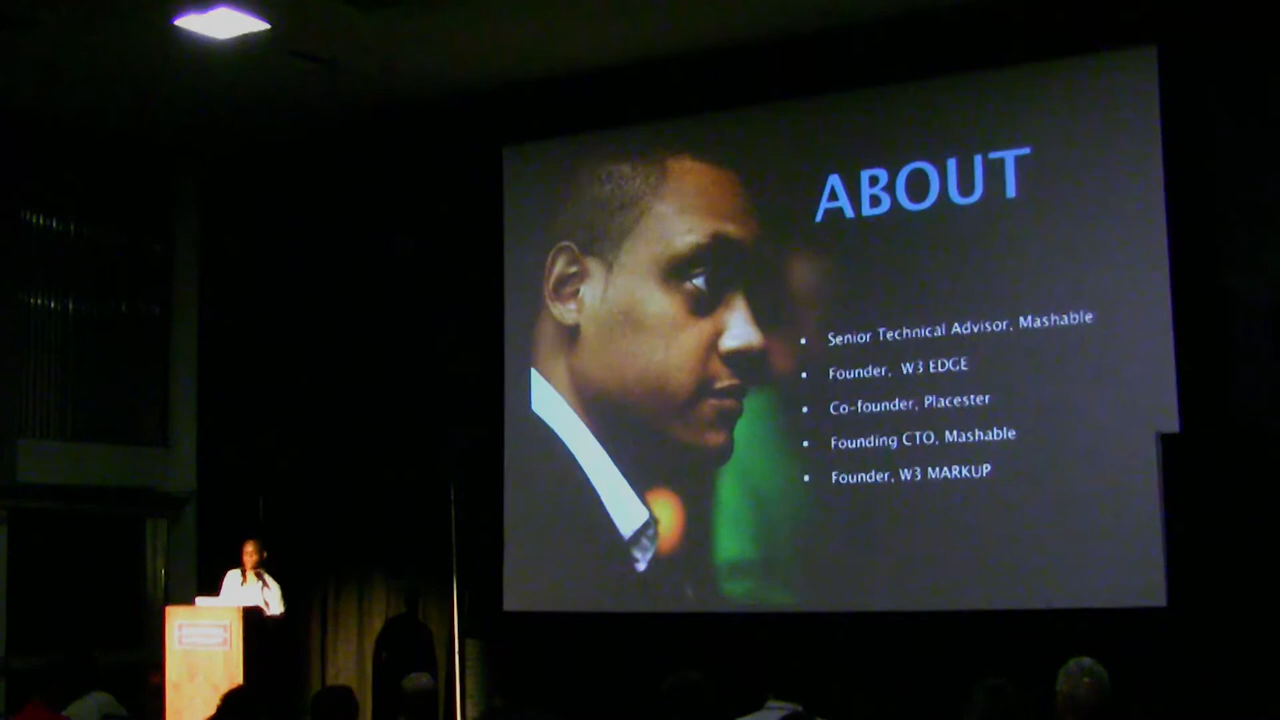 ABOUT
Senior Technical Advisor, Mashable
Founder, W3 EDGE
Co-founder, Placester
Founding CTO, Mashable
Founder, W3 MARKUP